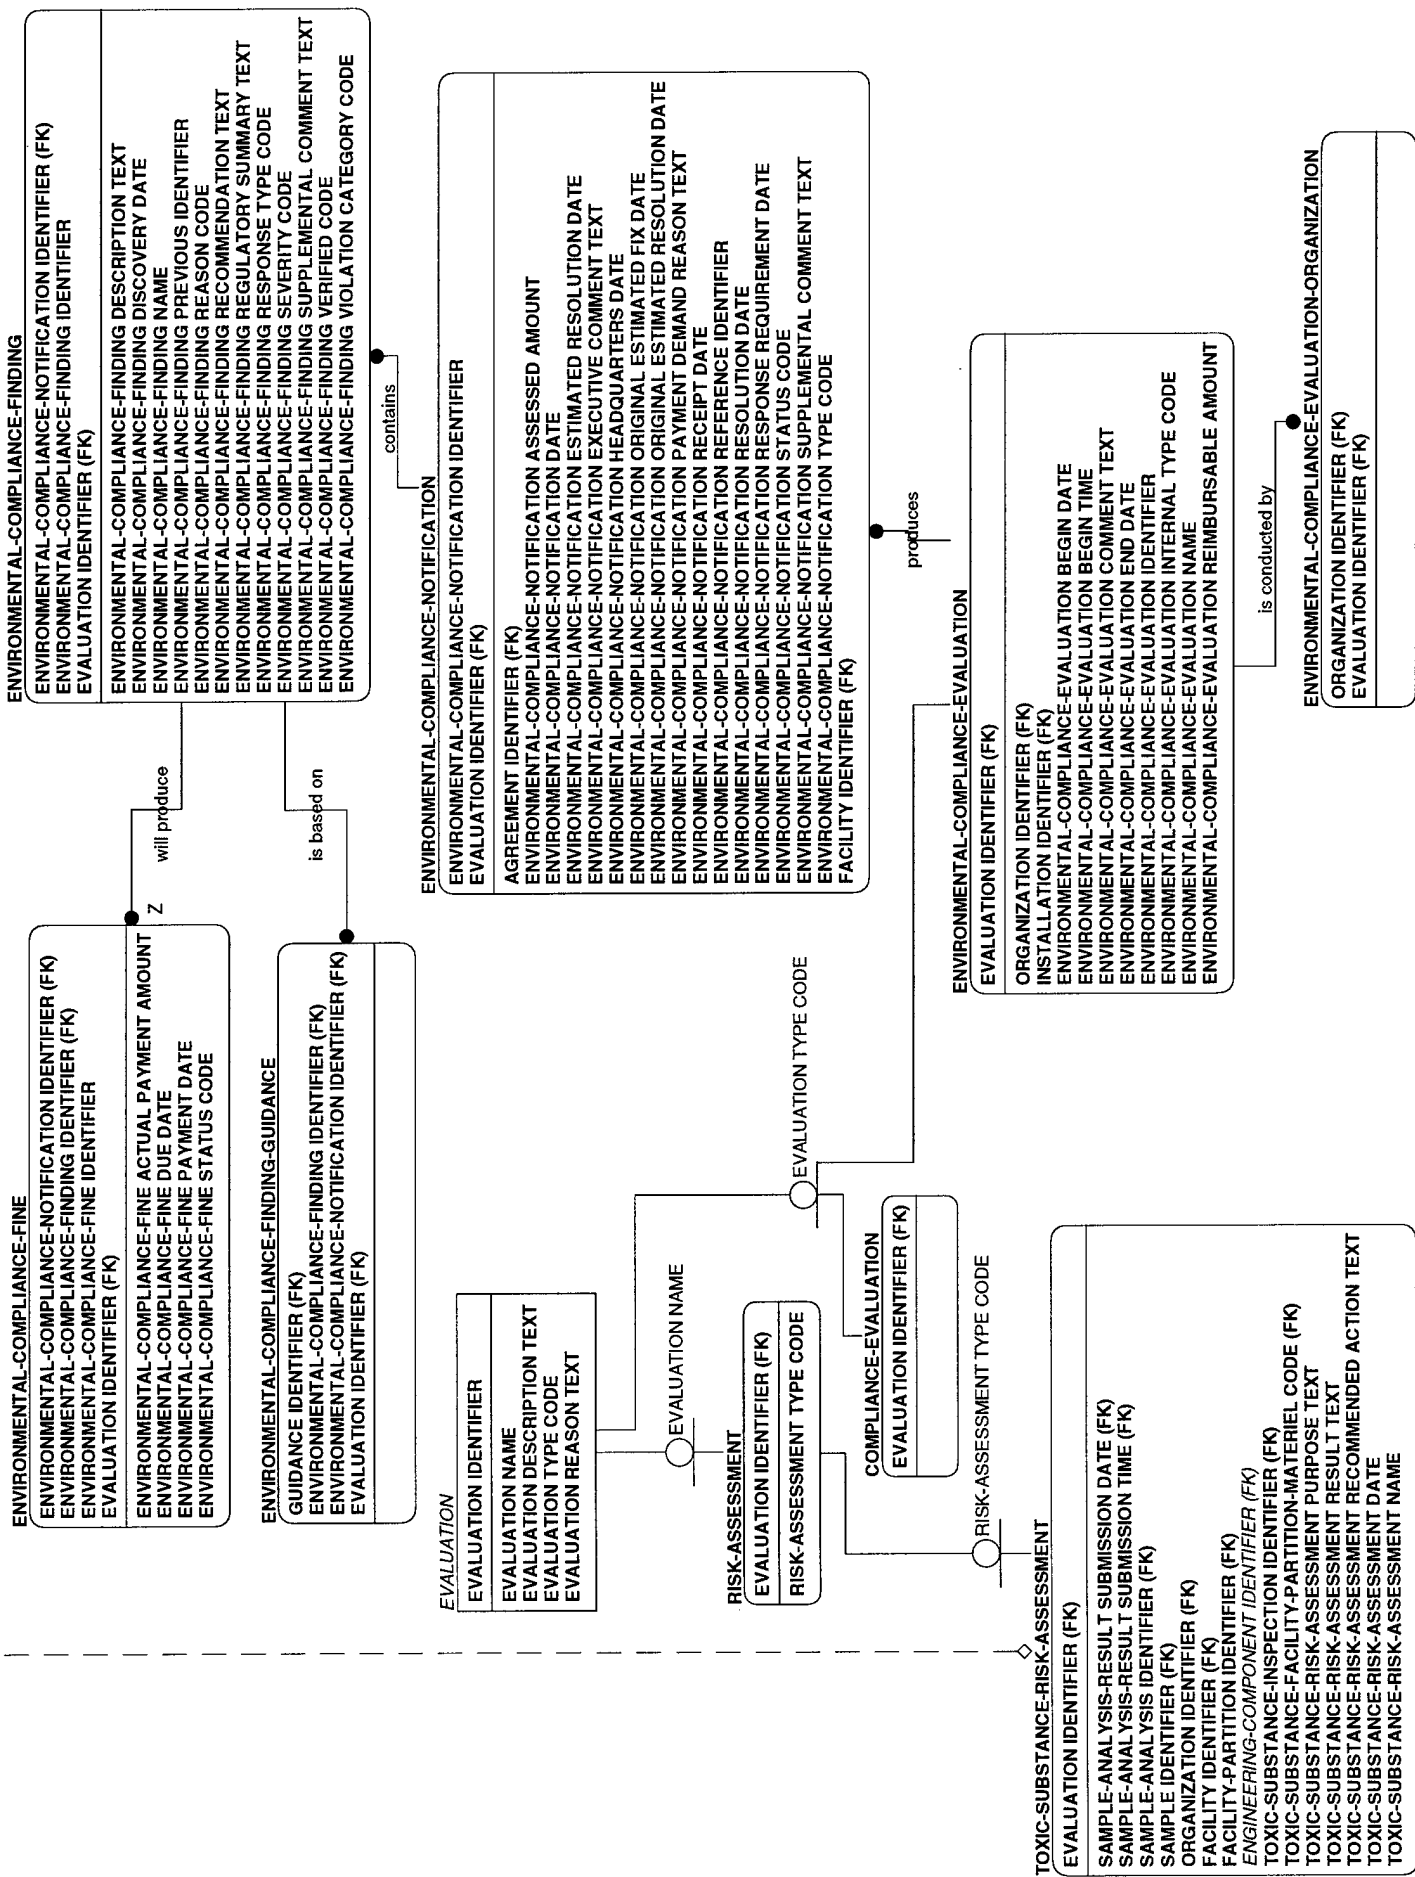 ENVIRONMENTAL-COMPLIANCE-FINE
ENVIRONMENTAL-COMPLIANCE-NOTIFICATION IDENTIFIER (FK)
ENVIRONMENTAL-COMPLIANCE-FINDING IDENTIFIER (FK)
ENVIRONMENTAL-COMPLIANCE-FINE IDENTIFIER
EVALUATION IDENTIFIER (FK)
ENVIRONMENTAL-COMPLIANCE-FINE ACTUAL PAYMENT AMOUNT
ENVIRONMENTAL-COMPLIANCE-FINE DUE DATE
ENVIRONMENTAL-COMPLIANCE-FINE PAYMENT DATE
ENVIRONMENTAL-COMPLIANCE-FINE STATUS CODE
Z
will produce
ENVIRONMENTAL-COMPLIANCE-FINDING
ENVIRONMENTAL-COMPLIANCE-NOTIFICATION IDENTIFIER (FK)
ENVIRONMENTAL-COMPLIANCE-FINDING IDENTIFIER
EVALUATION IDENTIFIER (FK)
ENVIRONMENTAL-COMPLIANCE-FINDING DESCRIPTION TEXT
ENVIRONMENTAL-COMPLIANCE-FINDING DISCOVERY DATE
ENVIRONMENTAL-COMPLIANCE-FINDING NAME
ENVIRONMENTAL-COMPLIANCE-FINDING PREVIOUS IDENTIFIER
ENVIRONMENTAL-COMPLIANCE-FINDING REASON CODE
ENVIRONMENTAL-COMPLIANCE-FINDING RECOMMENDATION TEXT
ENVIRONMENTAL-COMPLIANCE-FINDING REGULATORY SUMMARY TEXT
ENVIRONMENTAL-COMPLIANCE-FINDING RESPONSE TYPE CODE
ENVIRONMENTAL-COMPLIANCE-FINDING SEVERITY CODE
ENVIRONMENTAL-COMPLIANCE-FINDING SUPPLEMENTAL COMMENT TEXT
ENVIRONMENTAL-COMPLIANCE-FINDING VERIFIED CODE
ENVIRONMENTAL-COMPLIANCE-FINDING VIOLATION CATEGORY CODE
ENVIRONMENTAL-COMPLIANCE-FINDING-GUIDANCE
GUIDANCE IDENTIFIER (FK)
ENVIRONMENTAL-COMPLIANCE-FINDING IDENTIFIER (FK)
ENVIRONMENTAL-COMPLIANCE-NOTIFICATION IDENTIFIER (FK)
EVALUATION IDENTIFIER (FK)
is based on
contains
ENVIRONMENTAL-COMPLIANCE-NOTIFICATION
ENVIRONMENTAL-COMPLIANCE-NOTIFICATION IDENTIFIER
EVALUATION IDENTIFIER (FK)
AGREEMENT IDENTIFIER (FK)
ENVIRONMENTAL-COMPLIANCE-NOTIFICATION ASSESSED AMOUNT
ENVIRONMENTAL-COMPLIANCE-NOTIFICATION DATE
ENVIRONMENTAL-COMPLIANCE-NOTIFICATION ESTIMATED RESOLUTION DATE
ENVIRONMENTAL-COMPLIANCE-NOTIFICATION EXECUTIVE COMMENT TEXT
ENVIRONMENTAL-COMPLIANCE-NOTIFICATION HEADQUARTERS DATE
ENVIRONMENTAL-COMPLIANCE-NOTIFICATION ORIGINAL ESTIMATED FIX DATE
ENVIRONMENTAL-COMPLIANCE-NOTIFICATION ORIGINAL ESTIMATED RESOLUTION DATE
ENVIRONMENTAL-COMPLIANCE-NOTIFICATION PAYMENT DEMAND REASON TEXT
ENVIRONMENTAL-COMPLIANCE-NOTIFICATION RECEIPT DATE
ENVIRONMENTAL-COMPLIANCE-NOTIFICATION REFERENCE IDENTIFIER
ENVIRONMENTAL-COMPLIANCE-NOTIFICATION RESOLUTION DATE
ENVIRONMENTAL-COMPLIANCE-NOTIFICATION RESPONSE REQUIREMENT DATE
ENVIRONMENTAL-COMPLIANCE-NOTIFICATION STATUS CODE
ENVIRONMENTAL-COMPLIANCE-NOTIFICATION SUPPLEMENTAL COMMENT TEXT
ENVIRONMENTAL-COMPLIANCE-NOTIFICATION TYPE CODE
FACILITY IDENTIFIER (FK)
EVALUATION
EVALUATION IDENTIFIER
EVALUATION NAME
EVALUATION DESCRIPTION TEXT
EVALUATION TYPE CODE
EVALUATION REASON TEXT
EVALUATION NAME
EVALUATION TYPE CODE
RISK-ASSESSMENT
EVALUATION IDENTIFIER (FK)
RISK-ASSESSMENT TYPE CODE
COMPLIANCE-EVALUATION
EVALUATION IDENTIFIER (FK)
produces
ENVIRONMENTAL-COMPLIANCE-EVALUATION
EVALUATION IDENTIFIER (FK)
ORGANIZATION IDENTIFIER (FK)
INSTALLATION IDENTIFIER (FK)
ENVIRONMENTAL-COMPLIANCE-EVALUATION BEGIN DATE
ENVIRONMENTAL-COMPLIANCE-EVALUATION BEGIN TIME
ENVIRONMENTAL-COMPLIANCE-EVALUATION COMMENT TEXT
ENVIRONMENTAL-COMPLIANCE-EVALUATION END DATE
ENVIRONMENTAL-COMPLIANCE-EVALUATION IDENTIFIER
ENVIRONMENTAL-COMPLIANCE-EVALUATION INTERNAL TYPE CODE
ENVIRONMENTAL-COMPLIANCE-EVALUATION NAME
ENVIRONMENTAL-COMPLIANCE-EVALUATION REIMBURSABLE AMOUNT
RISK-ASSESSMENT TYPE CODE
TOXIC-SUBSTANCE-RISK-ASSESSMENT
EVALUATION IDENTIFIER (FK)
SAMPLE-ANALYSIS-RESULT SUBMISSION DATE (FK)
SAMPLE-ANALYSIS-RESULT SUBMISSION TIME (FK)
SAMPLE-ANALYSIS IDENTIFIER (FK)
SAMPLE IDENTIFIER (FK)
ORGANIZATION IDENTIFIER (FK)
FACILITY IDENTIFIER (FK)
FACILITY-PARTITION IDENTIFIER (FK)
ENGINEERING-COMPONENT IDENTIFIER (FK)
TOXIC-SUBSTANCE-INSPECTION IDENTIFIER (FK)
TOXIC-SUBSTANCE-FACILITY-PARTITION-MATERIEL CODE (FK)
TOXIC-SUBSTANCE-RISK-ASSESSMENT PURPOSE TEXT
TOXIC-SUBSTANCE-RISK-ASSESSMENT RESULT TEXT
TOXIC-SUBSTANCE-RISK-ASSESSMENT RECOMMENDED ACTION TEXT
TOXIC-SUBSTANCE-RISK-ASSESSMENT DATE
TOXIC-SUBSTANCE-RISK-ASSESSMENT NAME
is conducted by
ENVIRONMENTAL-COMPLIANCE-EVALUATION-ORGANIZATION
ORGANIZATION IDENTIFIER (FK)
EVALUATION IDENTIFIER (FK)